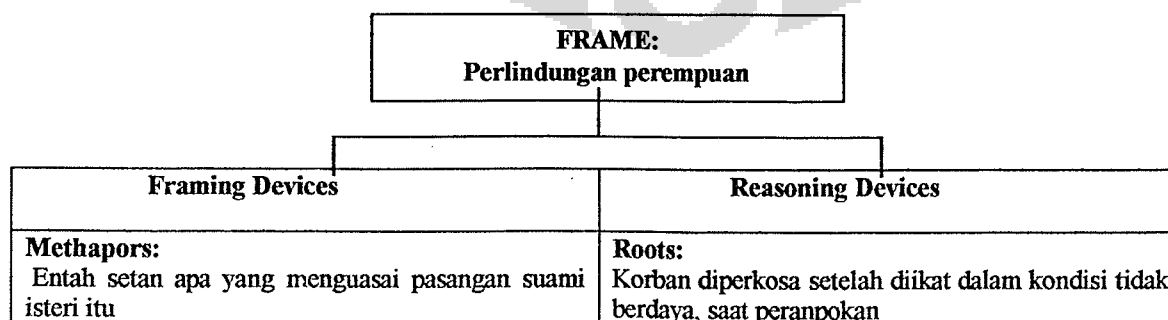 FRAME:
Perlindungan perempuan
Framing Devices
Reasoning Devices
Methapors:
Entah setan apa yang menguasai pasangan suami
isteri itu
Roots:
Korban diperkosa setelah diikat dalam kondisi tidak
berdaya, saat peranpokan